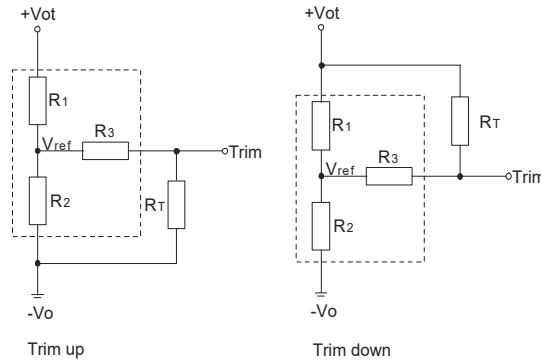 +Vot
R1
Vref
R3
Trim
R2
RT
-Vo
Trim up
+Vot
R1
RT
Vref
R3
Trim
R2
-Vo
Trim down